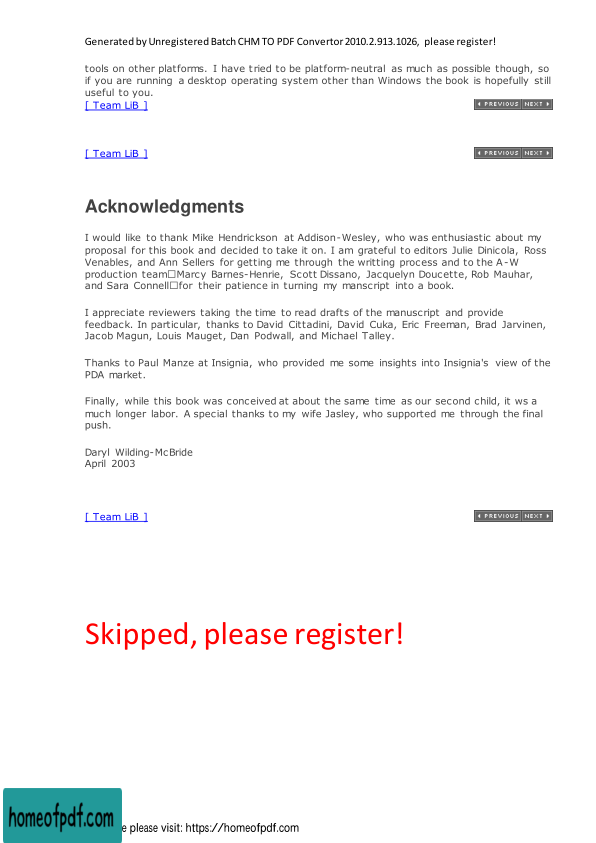 Generated by Unregistered Batch CHM TO PDF Convertor 2010.2.913.1026, please register!
tools on other platforms. I have tried to be platform-neutral as much as possible though, so
if you are running a desktop operating system other than Windows the book is hopefully still
useful to you.
[ Team LiB ] PREVIOUS NEXT
[ Team LiB ] PREVIOUS NEXT
Acknowledgments
I would like to thank Mike Hendrickson at Addison-Wesley, who was enthusiastic about my
proposal for this book and decided to take it on. I am grateful to editors Julie Dinicola, Ross
Venables, and Ann Sellers for getting me through the writting process and to the A-W
production team□Marcy Barnes-Henrie, Scott Dissano, Jacquelyn Doucette, Rob Mauhar,
and Sara Connell□for their patience in turning my manscript into a book.
I appreciate reviewers taking the time to read drafts of the manuscript and provide
feedback. In particular, thanks to David Cittadini, David Cuka, Eric Freeman, Brad Jarvinen,
Jacob Magun, Louis Mauget, Dan Podwall, and Michael Talley.
Thanks to Paul Manze at Insignia, who provided me some insights into Insignia's view of the
PDA market.
Finally, while this book was conceived at about the same time as our second child, it ws a
much longer labor. A special thanks to my wife Jasley, who supported me through the final
push.
Daryl Wilding-McBride
April 2003
[ Team LiB ] PREVIOUS NEXT
Skipped, please register!
homeofpdf.com
e please visit: https://homeofpdf.com